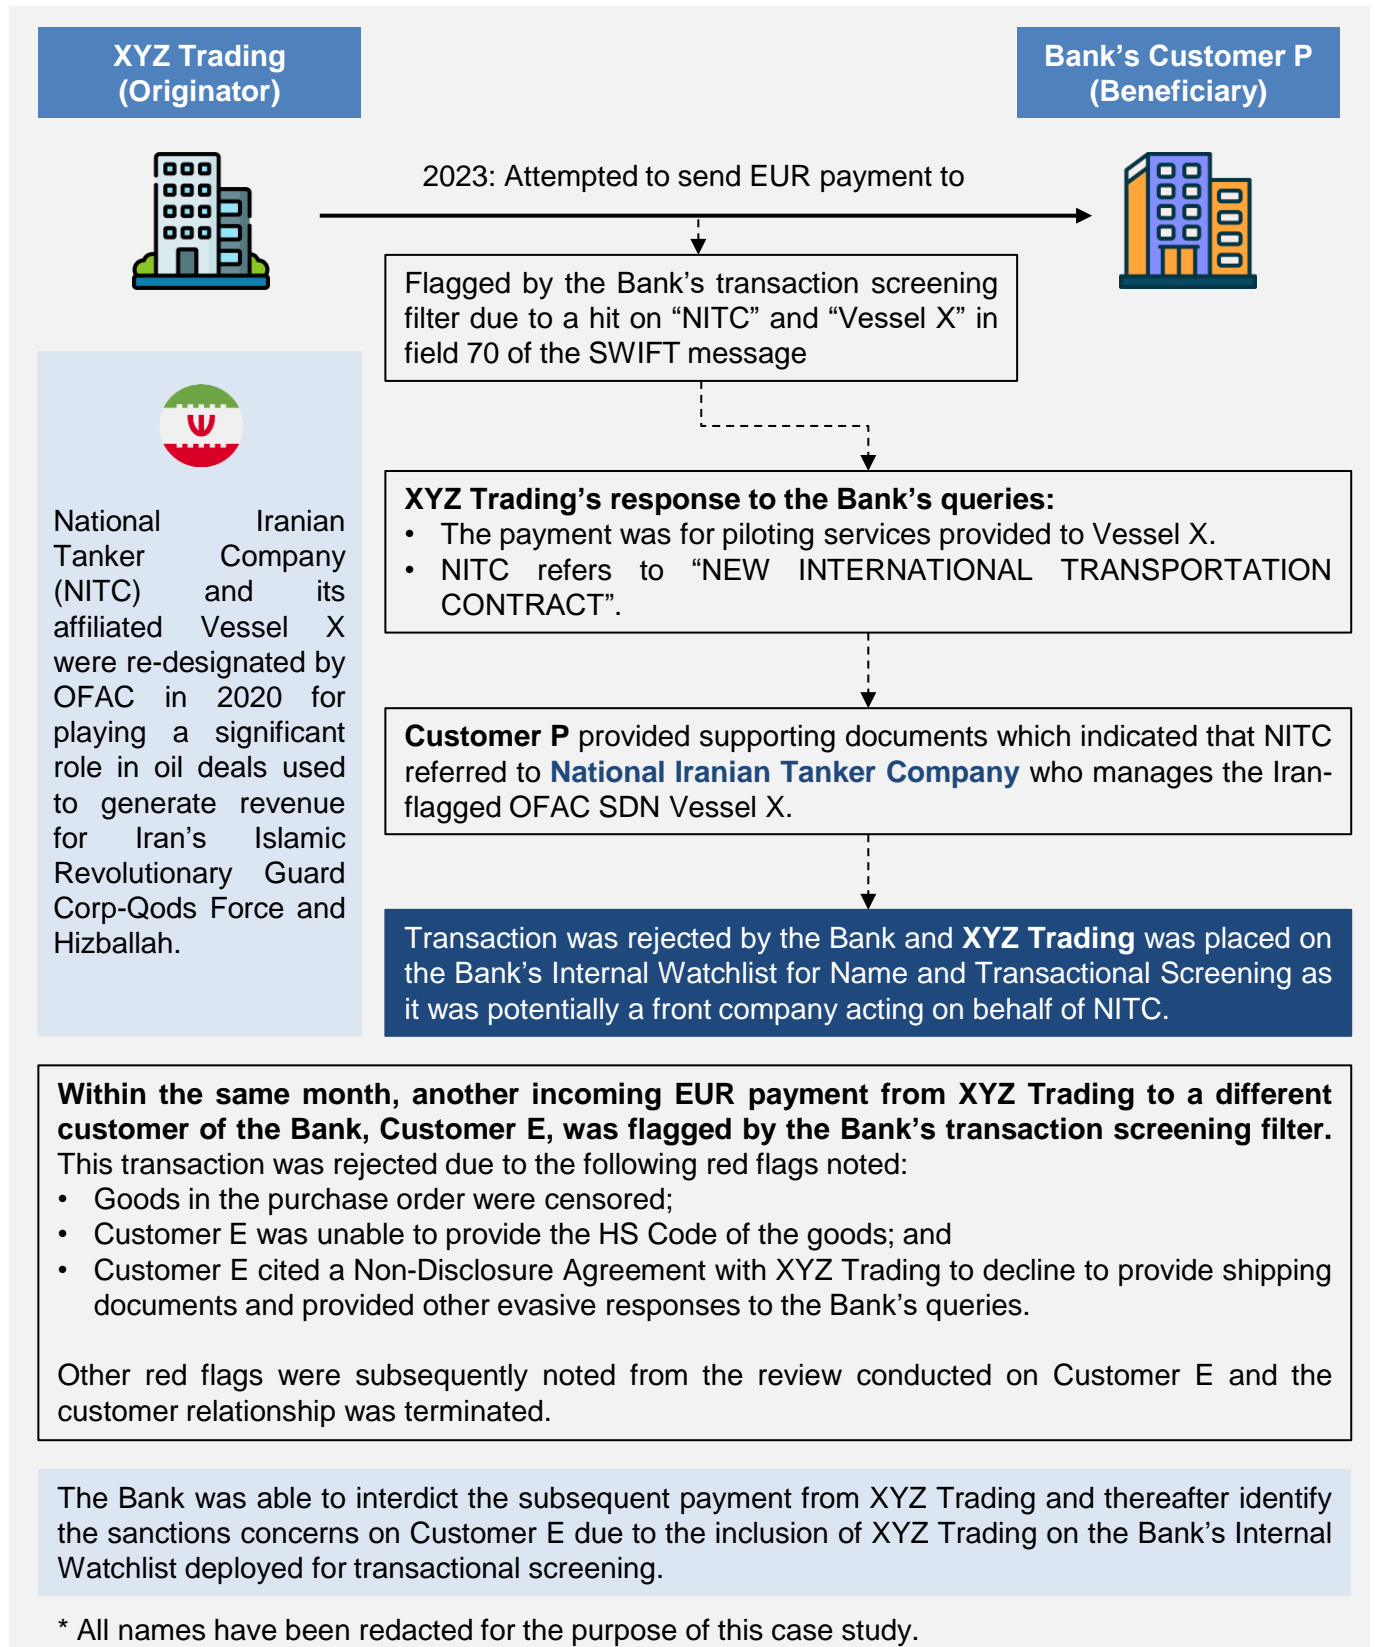 XYZ Trading
(Originator)
Bank’s Customer P
(Beneficiary)
2023: Attempted to send EUR payment to
Flagged by the Bank’s transaction screening
filter due to a hit on “NITC” and “Vessel X” in
field 70 of the SWIFT message
National Iranian
Tanker Company
(NITC) and its
affiliated Vessel X
were re-designated by
OFAC in 2020 for
playing a significant
role in oil deals used
to generate revenue
for Iran’s Islamic
Revolutionary Guard
Corp-Qods Force and
Hizballah.
XYZ Trading’s response to the Bank’s queries:
• The payment was for piloting services provided to Vessel X.
• NITC refers to “NEW INTERNATIONAL TRANSPORTATION
CONTRACT”.
Customer P provided supporting documents which indicated that NITC
referred to National Iranian Tanker Company who manages the Iran-
flagged OFAC SDN Vessel X.
Transaction was rejected by the Bank and XYZ Trading was placed on
the Bank’s Internal Watchlist for Name and Transactional Screening as
it was potentially a front company acting on behalf of NITC.
Within the same month, another incoming EUR payment from XYZ Trading to a different
customer of the Bank, Customer E, was flagged by the Bank’s transaction screening filter.
This transaction was rejected due to the following red flags noted:
• Goods in the purchase order were censored;
• Customer E was unable to provide the HS Code of the goods; and
• Customer E cited a Non-Disclosure Agreement with XYZ Trading to decline to provide shipping
documents and provided other evasive responses to the Bank’s queries.
Other red flags were subsequently noted from the review conducted on Customer E and the
customer relationship was terminated.
The Bank was able to interdict the subsequent payment from XYZ Trading and thereafter identify
the sanctions concerns on Customer E due to the inclusion of XYZ Trading on the Bank’s Internal
Watchlist deployed for transactional screening.
* All names have been redacted for the purpose of this case study.